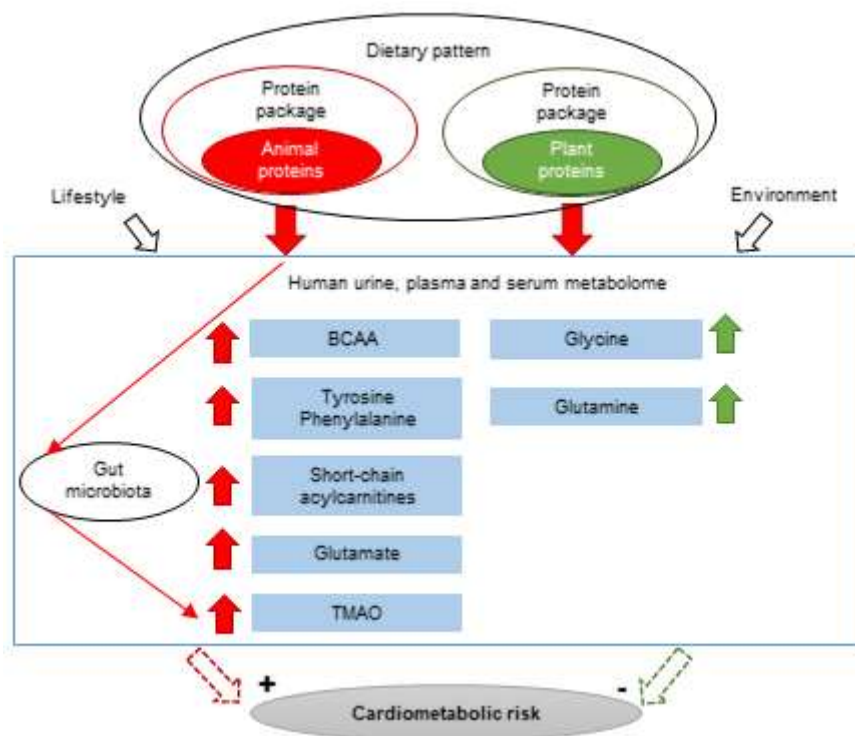 Dietary pattern
Protein
package
Animal
proteins
Protein
package
Plant
proteins
Lifestyle
Environment
Human urine, plasma and serum metabolome
BCAA
Glycine
Tyrosine
Phenylalanine
Glutamine
Gut
microbiota
Short-chain
acylcarnitines
Glutamate
TMAO
+
-
Cardiometabolic risk